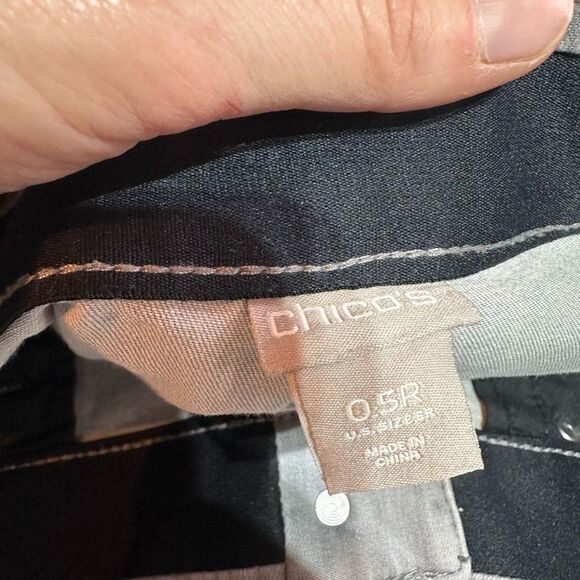 chico's
0.5R
U.S. SIZE 6R
MADE IN
CHINA